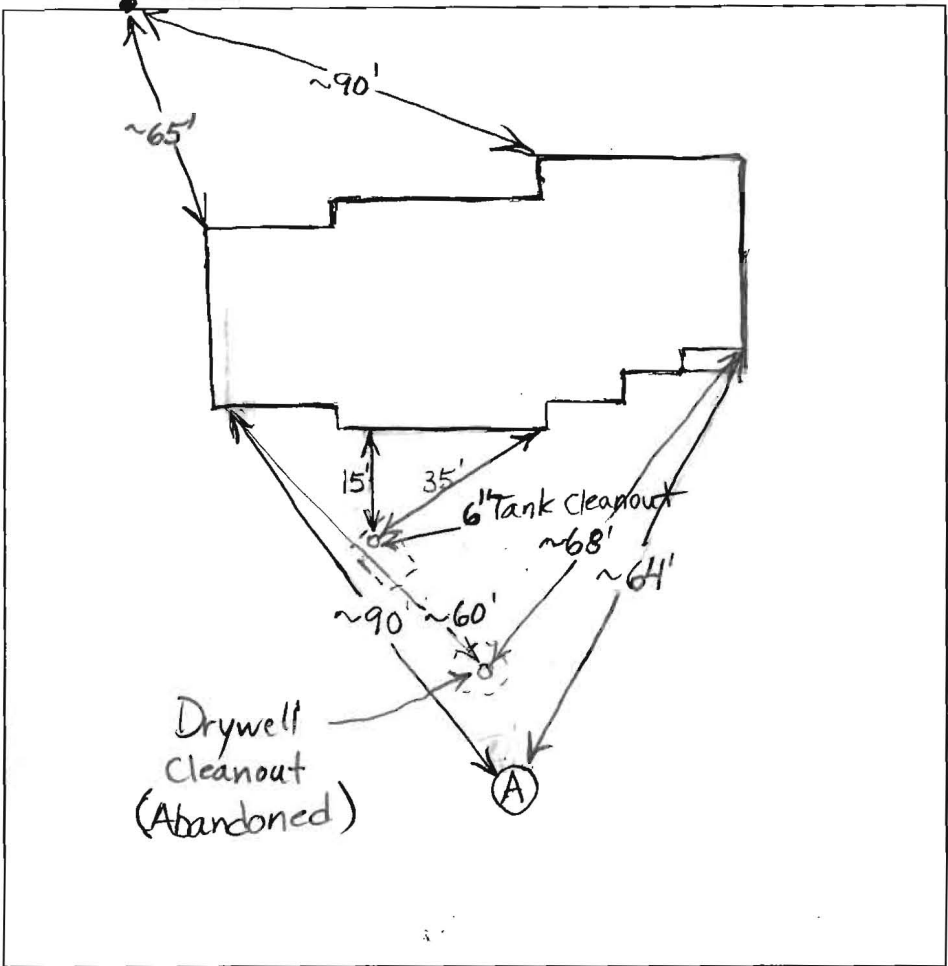 ~90'
~65'
15'
35'
6" Tank Cleanout
~68'
~64'
~90'
~60'
Drywell
Cleanout
(Abandoned)
A